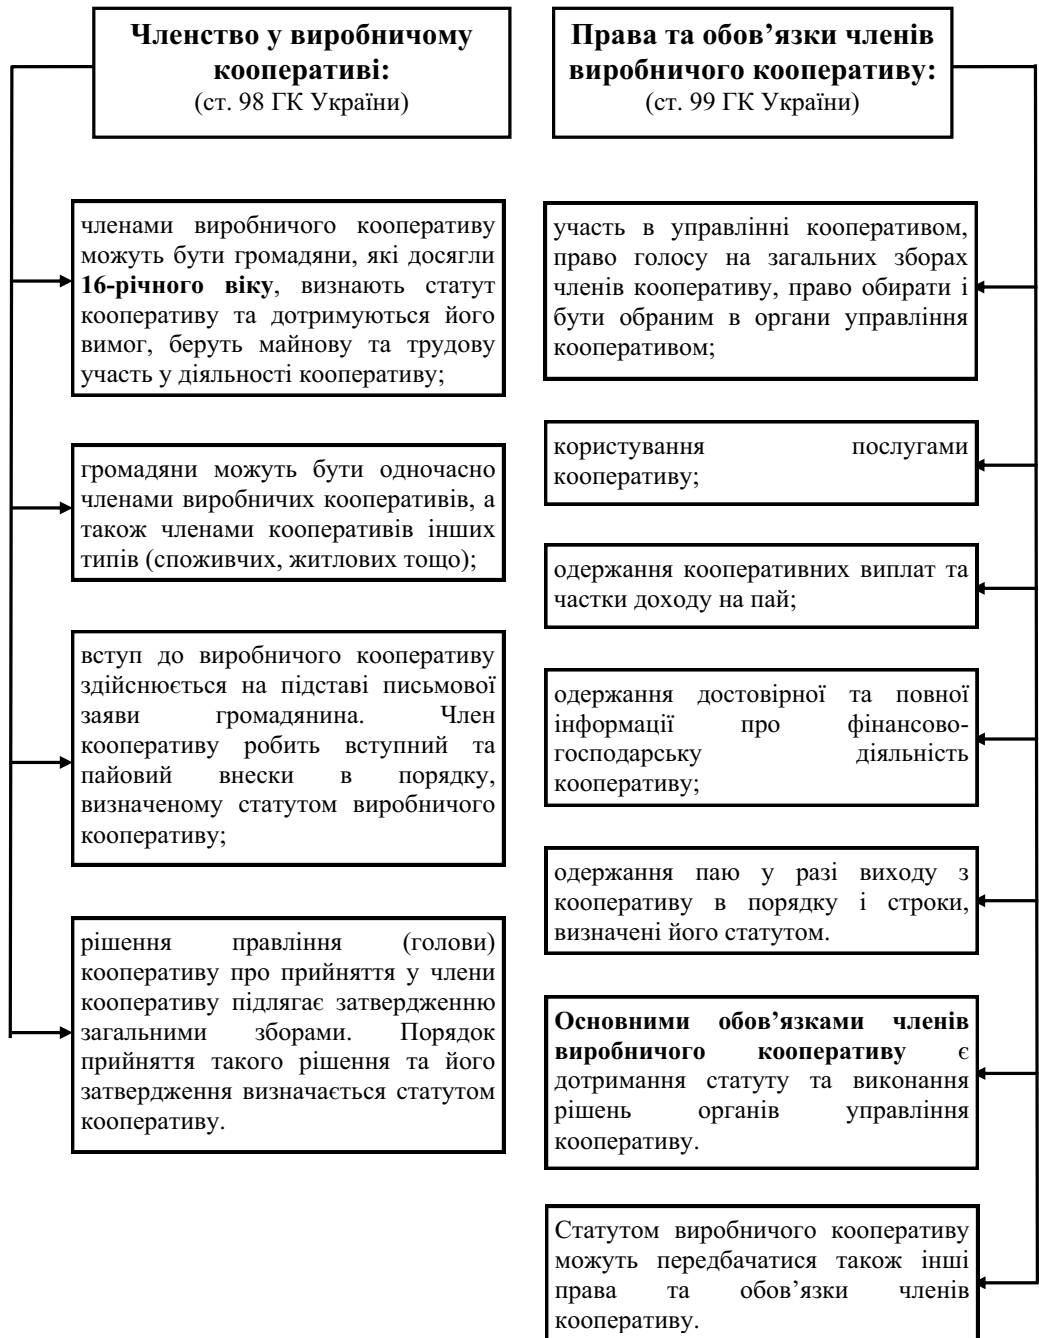 Членство у виробничому
кооперативі:
(ст. 98 ГК України)
членами виробничого кооперативу
можуть бути громадяни, які досягли
16-річного віку, визнають статут
кооперативу та дотримуються його
вимог, беруть майнову та трудову
участь у діяльності кооперативу;
громадяни можуть бути одночасно
членами виробничих кооперативів, а
також членами кооперативів інших
типів (споживчих, житлових тощо);
вступ до виробничого кооперативу
здійснюється на підставі письмової
заяви громадянина. Член
кооперативу робить вступний та
пайовий внески в порядку,
визначеному статутом виробничого
кооперативу;
рішення правління (голови)
кооперативу про прийняття у члени
кооперативу підлягає затвердженню
загальними зборами. Порядок
прийняття такого рішення та його
затвердження визначається статутом
кооперативу.
Права та обов’язки членів
виробничого кооперативу:
(ст. 99 ГК України)
участь в управлінні кооперативом,
право голосу на загальних зборах
членів кооперативу, право обирати і
бути обраним в органи управління
кооперативом;
користування послугами
кооперативу;
одержання кооперативних виплат та
частки доходу на пай;
одержання достовірної та повної
інформації про фінансово-
господарську діяльність
кооперативу;
одержання паю у разі виходу з
кооперативу в порядку і строки,
визначені його статутом.
Основними обов’язками членів
виробничого кооперативу є
дотримання статуту та виконання
рішень органів управління
кооперативу.
Статутом виробничого кооперативу
можуть передбачатися також інші
права та обов’язки членів
кооперативу.